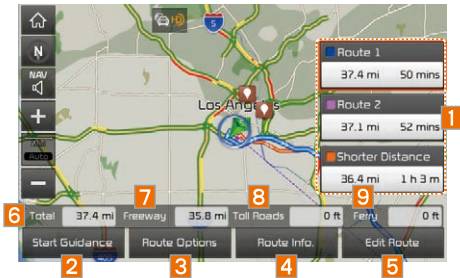 HD
5
N
NAV
Auto
Los Angeles
Route 1
37.4 mi 50 mins
Route 2
37.1 mi 52 mins
1
Shorter Distance
36.4 mi 1 h 3 m
7 8 9
6 Total 37.4 mi Freeway 35.8 mi Toll Roads 0 ft Ferry 0 ft
Start Guidance Route Options Route Info. Edit Route
2 3 4 5